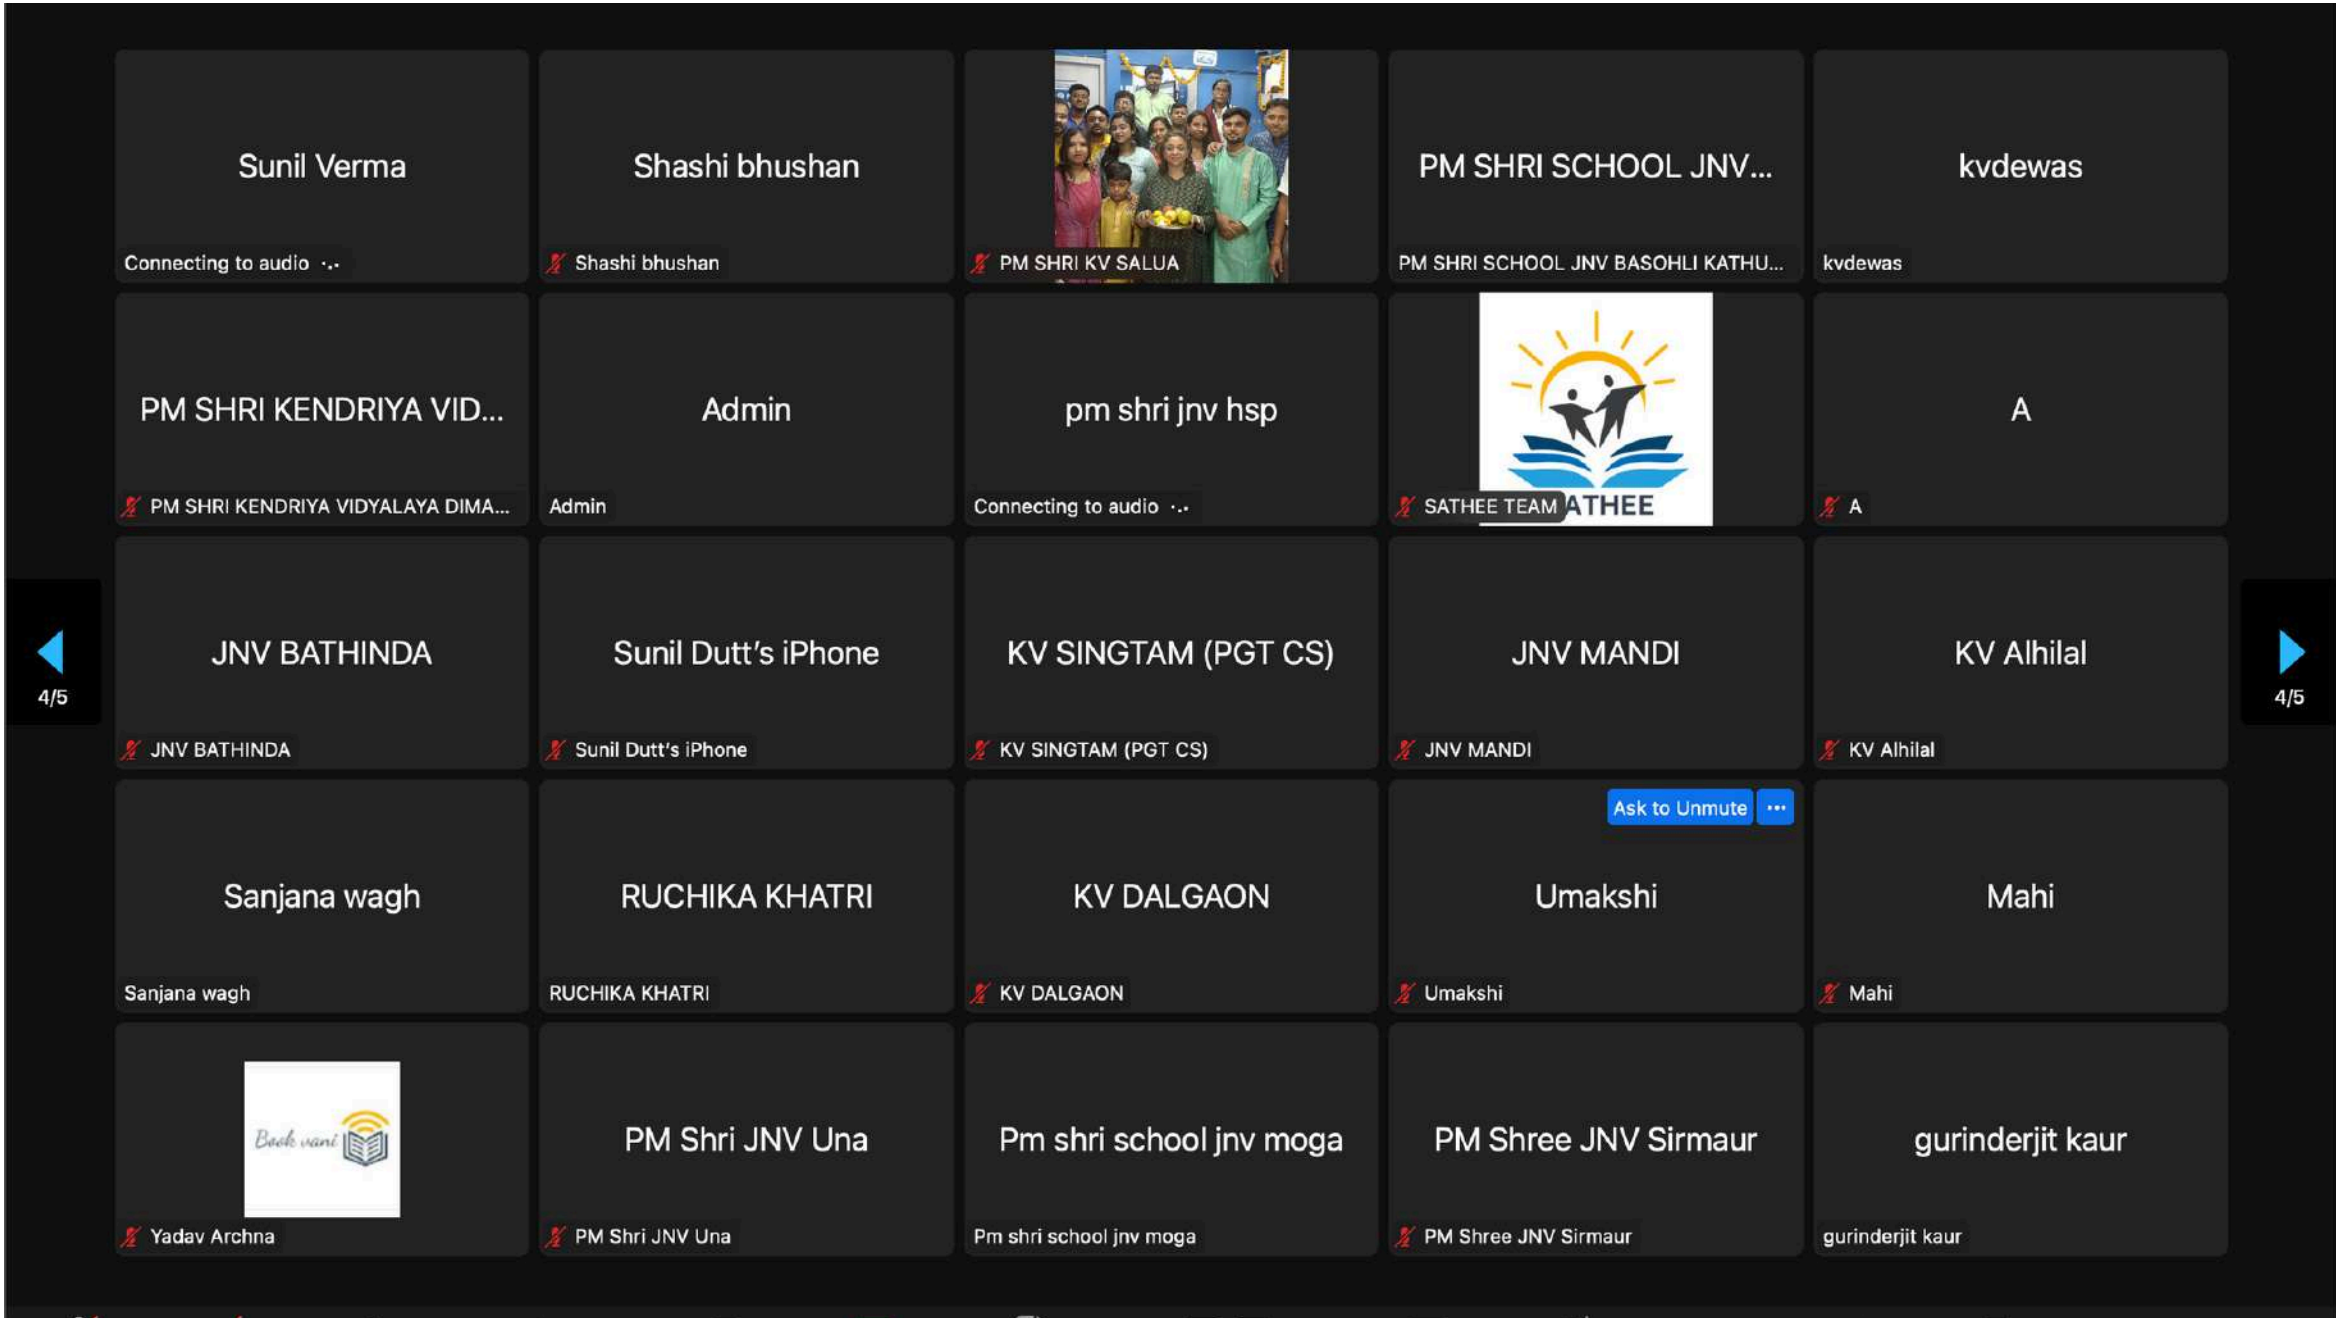 Sunil Verma
Connecting to audio
Shashi bhushan
Shashi bhushan
PM SHRI KV SALUA
PM SHRI SCHOOL JNV...
PM SHRI SCHOOL JNV BASOHLI KATHU...
kvdewas
kvdewas
PM SHRI KENDRIYA VID...
PM SHRI KENDRIYA VIDYALAYA DIMA...
Admin
Admin
pm shri jnv hsp
Connecting to audio
ATHEE
SATHEE TEAM
A
A
JNV BATHINDA
JNV BATHINDA
Sunil Dutt's iPhone
Sunil Dutt's iPhone
KV SINGTAM (PGT CS)
KV SINGTAM (PGT CS)
JNV MANDI
JNV MANDI
KV Alhilal
KV Alhilal
4/5
4/5
Sanjana wagh
Sanjana wagh
RUCHIKA KHATRI
RUCHIKA KHATRI
KV DALGAON
KV DALGAON
Ask to Unmute ...
Umakshi
Umakshi
Mahi
Mahi
Book vani
Yadav Archna
PM Shri JNV Una
PM Shri JNV Una
Pm shri school jnv moga
Pm shri school jnv moga
PM Shree JNV Sirmaur
PM Shree JNV Sirmaur
gurinderjit kaur
gurinderjit kaur